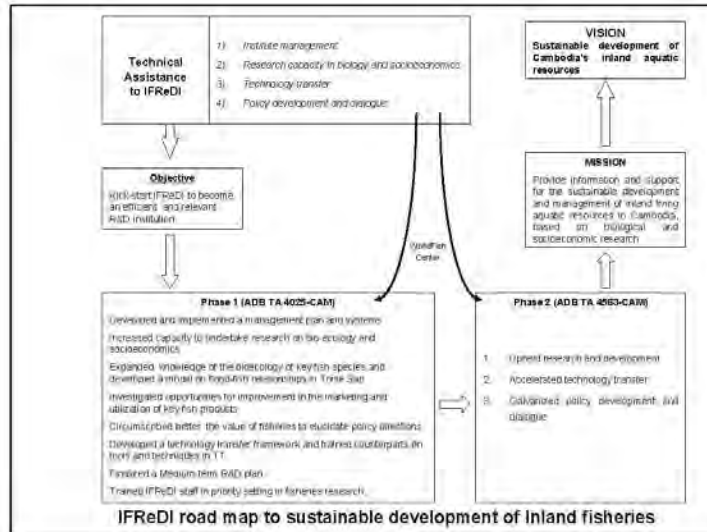 Technical
Assistance
to IFReDI
1) Institute management
2) Research capacity in biology and socioeconomics
3) Technology transfer
4) Policy development and dialogue
VISION
Sustainable development of
Cambodia's inland aquatic
resources
Objective
Kick-start IFReDI to become
an efficient and relevant
R&D institution
MISSION
Provide information and support
for the sustainable development
and management of inland living
aquatic resources in Cambodia,
based on biological and
socioeconomic research
WorldFish
Center
Phase 1 (ADB TA 4025-CAM)
Developed and implemented a management plan and systems
Increased capacity to undertake research on bio-ecology and
socioeconomics
Expanded knowledge of the bioecology of key fish species and
developed a model on flood-fish relationships in Tonle Sap
Investigated opportunities for improvement in the marketing and
utilization of key fish products
Circumscribed better the value of fisheries to elucidate policy directions
Developed a technology transfer framework and trained counterparts on
tools and techniques in TT
Finalized a Medium-term R&D plan
Trained IFReDI staff in priority setting in fisheries research
Phase 2 (ADB TA 4563-CAM)
1. Upheld research and development
2. Accelerated technology transfer
3. Galvanized policy development and
dialogue
IFReDI road map to sustainable development of inland fisheries